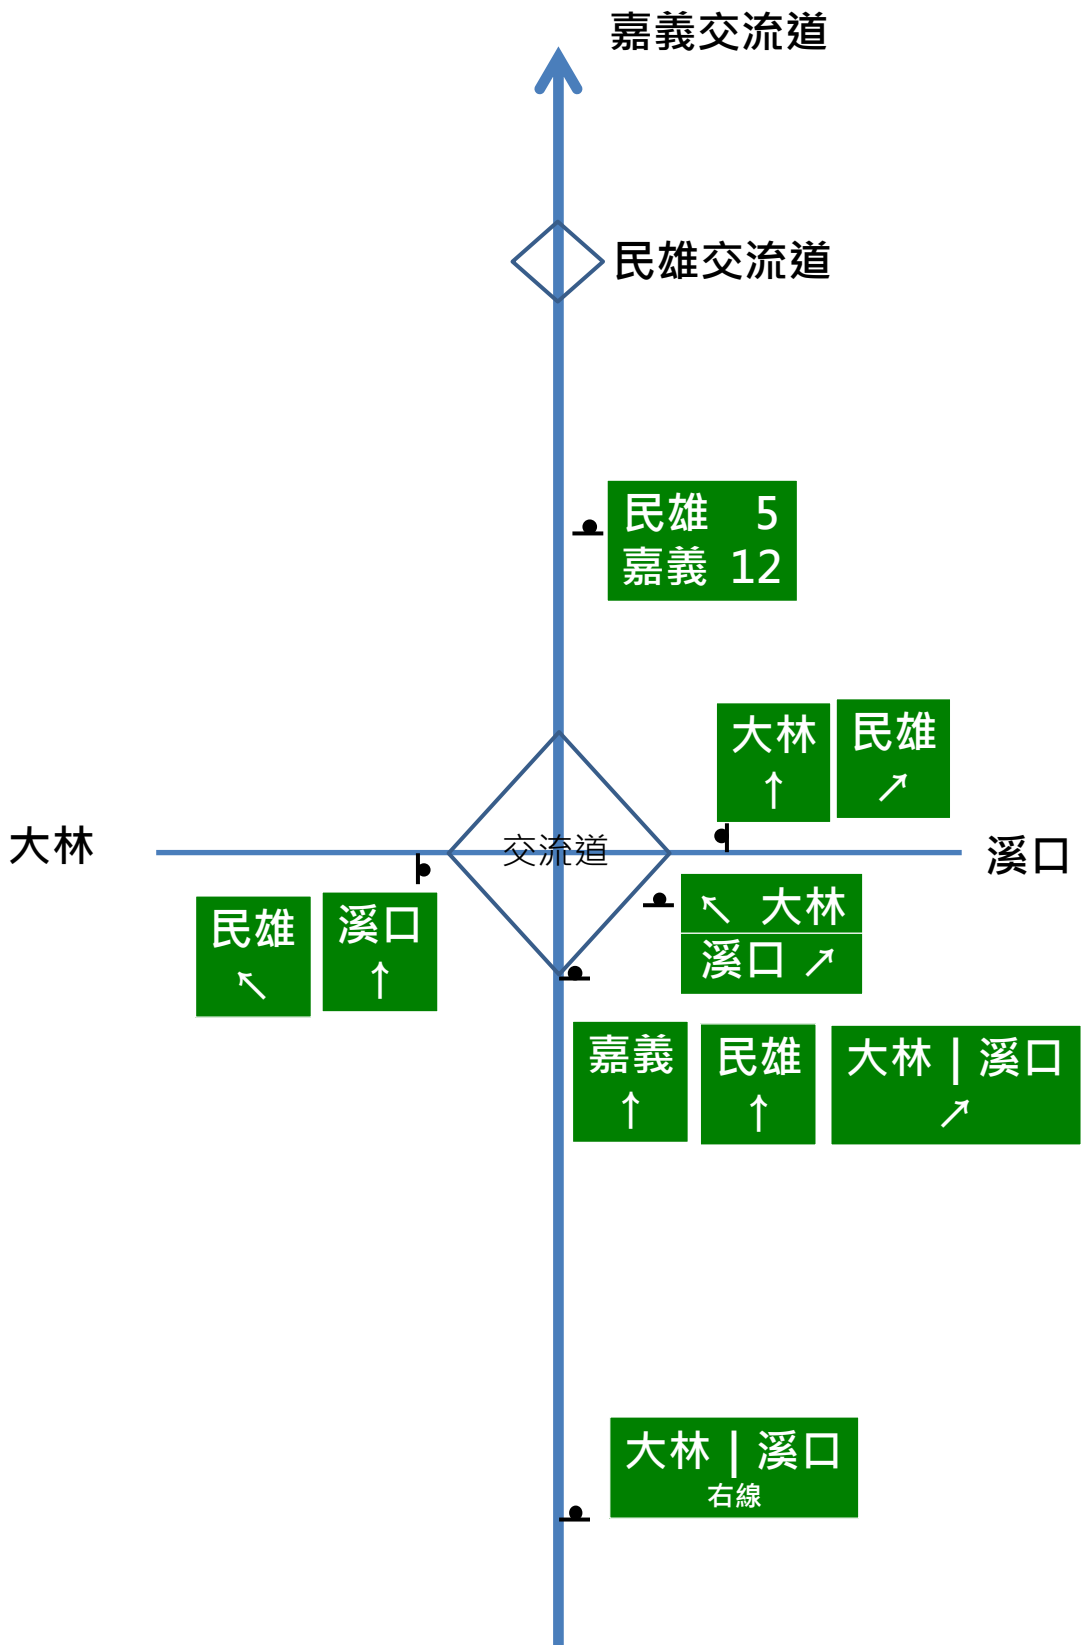 嘉義交流道
民雄交流道
民雄 5
嘉義 12
大林
↑
民雄
↗
大林
交流道
溪口
民雄
↖
溪口
↑
↖ 大林
溪口 ↗
嘉義
↑
民雄
↑
大林 | 溪口
↗
大林 | 溪口
右線